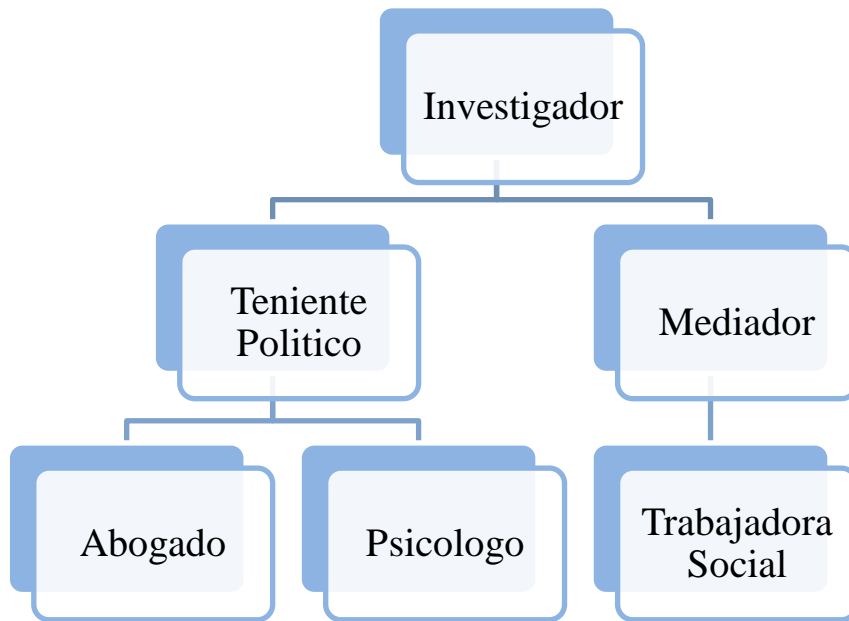 Investigador
Teniente
Politico
Mediador
Abogado
Psicologo
Trabajadora
Social